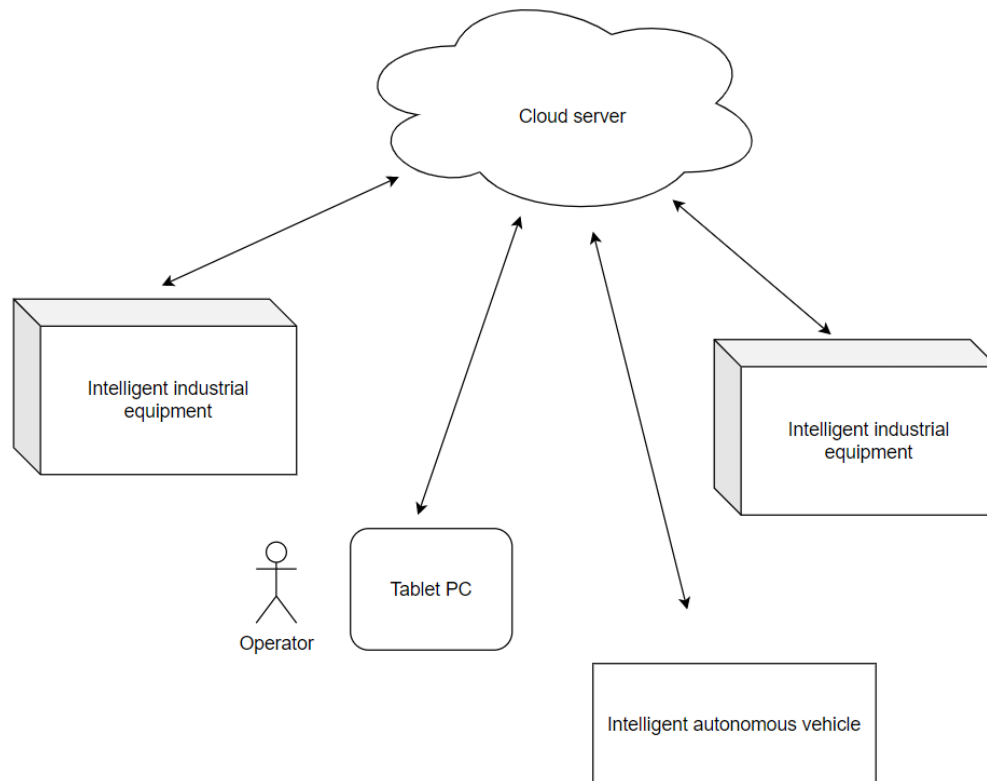 Cloud server
Intelligent industrial
equipment
Intelligent industrial
equipment
Tablet PC
Operator
Intelligent autonomous vehicle